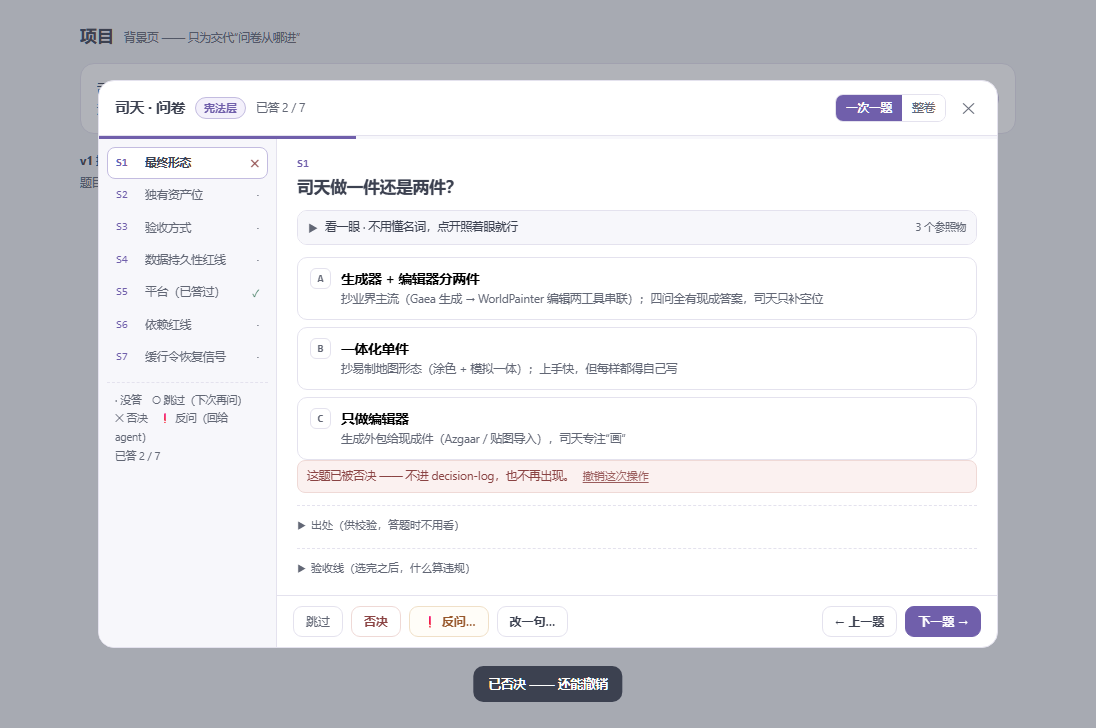 项目 背景页 —— 只为交代“问卷从哪进”
司天 · 问卷 宪法层 已答 2 / 7 一次一题 整卷 ×
v1
题目
S1 最终形态 ×
S2 独有资产位 ·
S3 验收方式 ·
S4 数据持久性红线 ·
S5 平台（已答过） ✓
S6 依赖红线 ·
S7 缓行令恢复信号 ·
· 没答 ○ 跳过（下次再问）
× 否决 ❗ 反问（回给
agent）
已答 2 / 7
S1
司天做一件还是两件？
▶ 看一眼 · 不用懂名词，点开照着眼就行 3 个参照物
A 生成器 + 编辑器分两件
抄业界主流（Gaea 生成 → WorldPainter 编辑两工具串联）；四问全有现成答案，司天只补空位
B 一体化单件
抄易制地图形态（涂色 + 模拟一体）；上手快，但每样都得自己写
C 只做编辑器
生成外包给现成件（Azgaar / 贴图导入），司天专注“画”
这题已被否决 —— 不进 decision-log，也不再出现。 撤销这次操作
▶ 出处（供校验，答题时不用看）
▶ 验收线（选完之后，什么算违规）
跳过 否决 ❗ 反问... 改一句... ← 上一题 下一题 →
已否决 —— 还能撤销